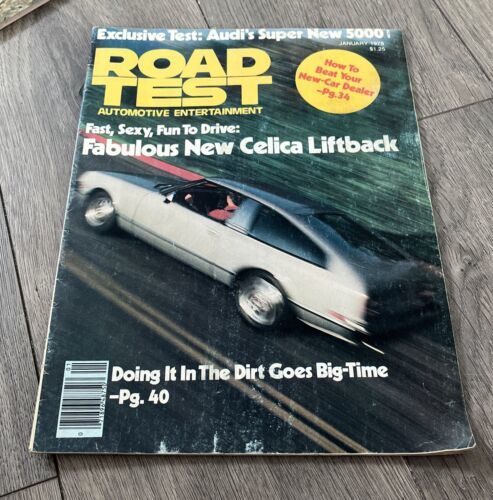 Exclusive Test: Audi's Super New 5000
JANUARY 1978
$1.25
ROAD
TEST
AUTOMOTIVE ENTERTAINMENT
How To
Beat Your
New-Car Dealer
–Pg.34
Fast, Sexy, Fun To Drive:
Fabulous New Celica Liftback
Doing It In The Dirt Goes Big-Time
–Pg. 40